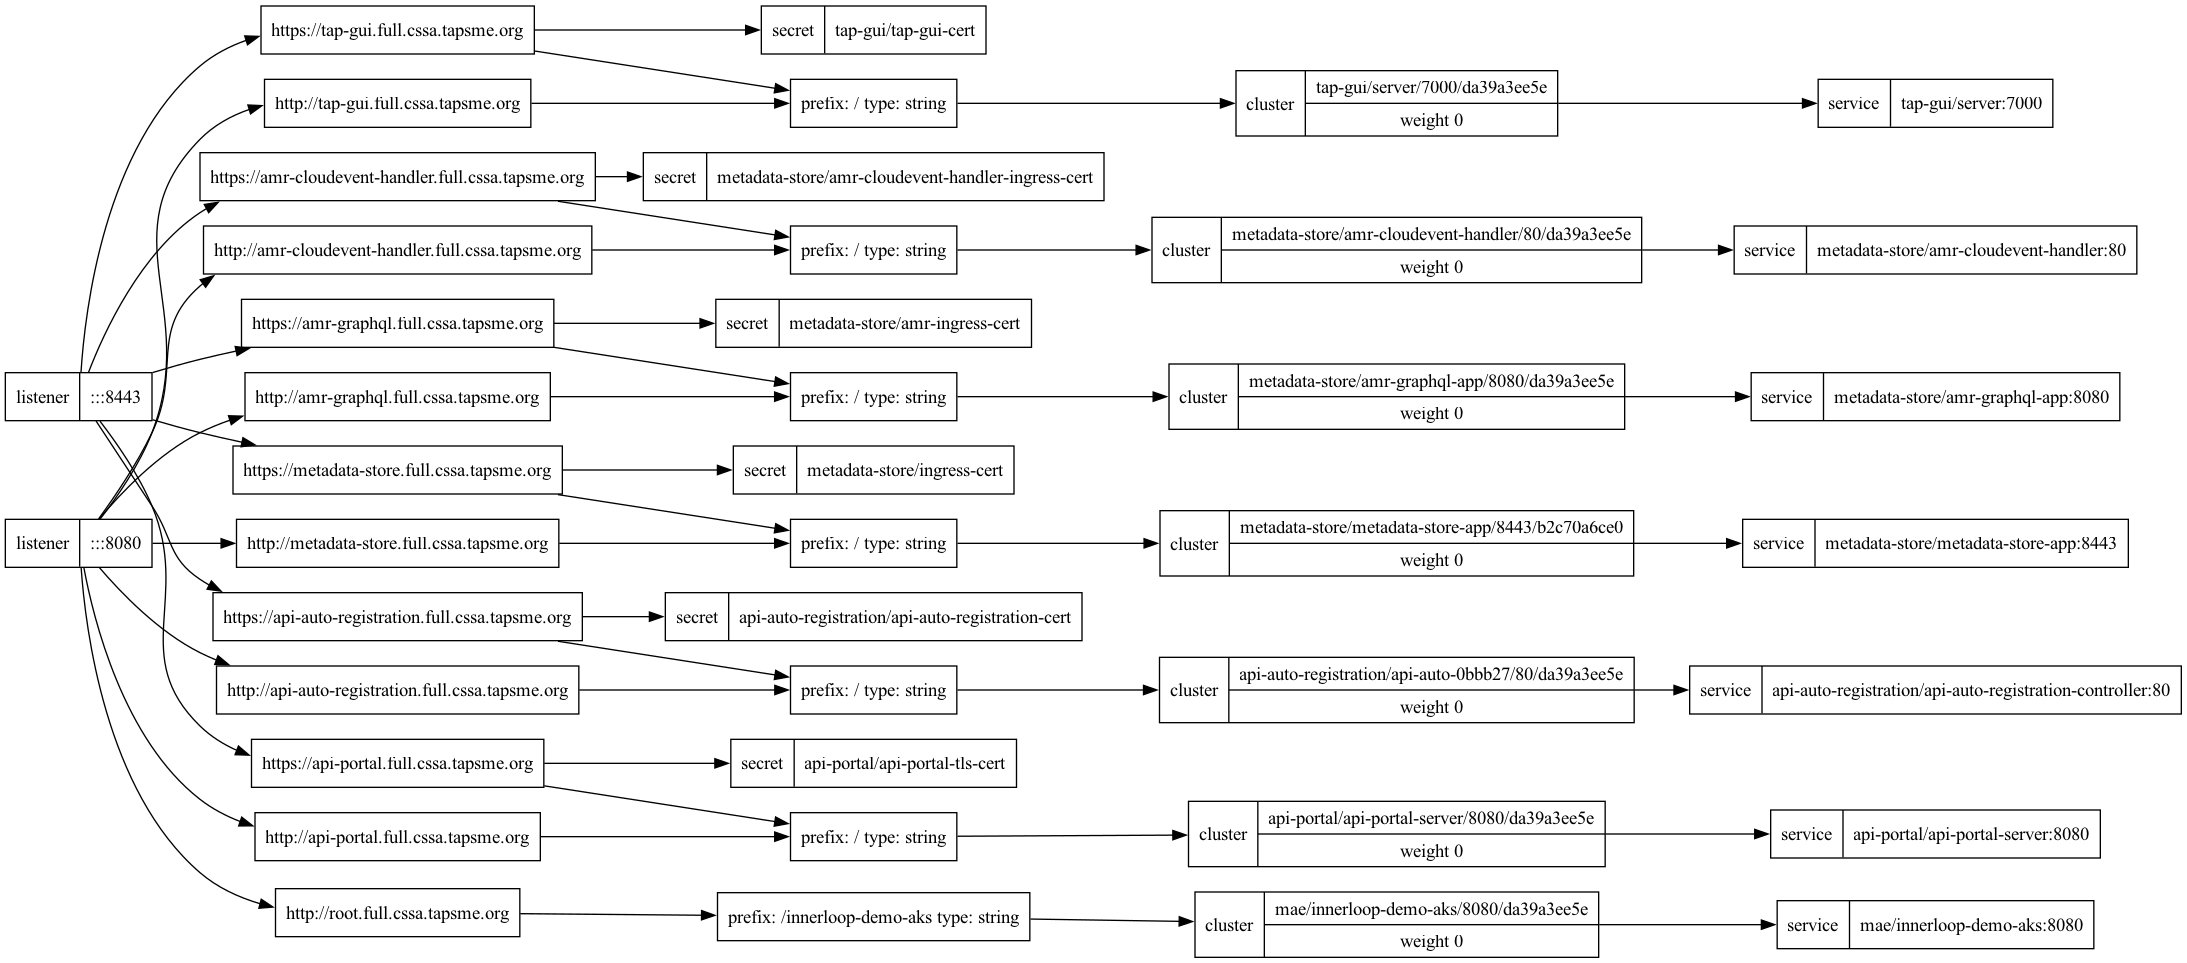 https://tap-gui.full.cssa.tapsme.org
secret
tap-gui/tap-gui-cert
http://tap-gui.full.cssa.tapsme.org
prefix: / type: string
cluster
tap-gui/server/7000/da39a3ee5e
weight 0
service
tap-gui/server:7000
https://amr-cloudevent-handler.full.cssa.tapsme.org
secret
metadata-store/amr-cloudevent-handler-ingress-cert
http://amr-cloudevent-handler.full.cssa.tapsme.org
prefix: / type: string
cluster
metadata-store/amr-cloudevent-handler/80/da39a3ee5e
weight 0
service
metadata-store/amr-cloudevent-handler:80
https://amr-graphql.full.cssa.tapsme.org
secret
metadata-store/amr-ingress-cert
listener
:::8443
http://amr-graphql.full.cssa.tapsme.org
prefix: / type: string
cluster
metadata-store/amr-graphql-app/8080/da39a3ee5e
weight 0
service
metadata-store/amr-graphql-app:8080
https://metadata-store.full.cssa.tapsme.org
secret
metadata-store/ingress-cert
listener
:::8080
http://metadata-store.full.cssa.tapsme.org
prefix: / type: string
cluster
metadata-store/metadata-store-app/8443/b2c70a6ce0
weight 0
service
metadata-store/metadata-store-app:8443
https://api-auto-registration.full.cssa.tapsme.org
secret
api-auto-registration/api-auto-registration-cert
http://api-auto-registration.full.cssa.tapsme.org
prefix: / type: string
cluster
api-auto-registration/api-auto-0bbb27/80/da39a3ee5e
weight 0
service
api-auto-registration/api-auto-registration-controller:80
https://api-portal.full.cssa.tapsme.org
secret
api-portal/api-portal-tls-cert
http://api-portal.full.cssa.tapsme.org
prefix: / type: string
cluster
api-portal/api-portal-server/8080/da39a3ee5e
weight 0
service
api-portal/api-portal-server:8080
http://root.full.cssa.tapsme.org
prefix: /innerloop-demo-aks type: string
cluster
mae/innerloop-demo-aks/8080/da39a3ee5e
weight 0
service
mae/innerloop-demo-aks:8080